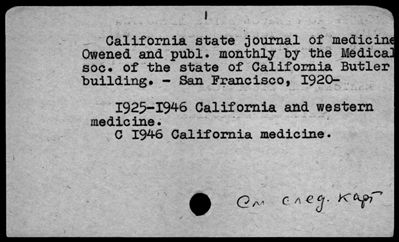 California state journal of medicine
Owened and publ. monthly by the Medical
soc. of the state of California Butler
building. – San Francisco, I920–
I925–I946 California and western
medicine.
С I946 California medicine.
См след. карт